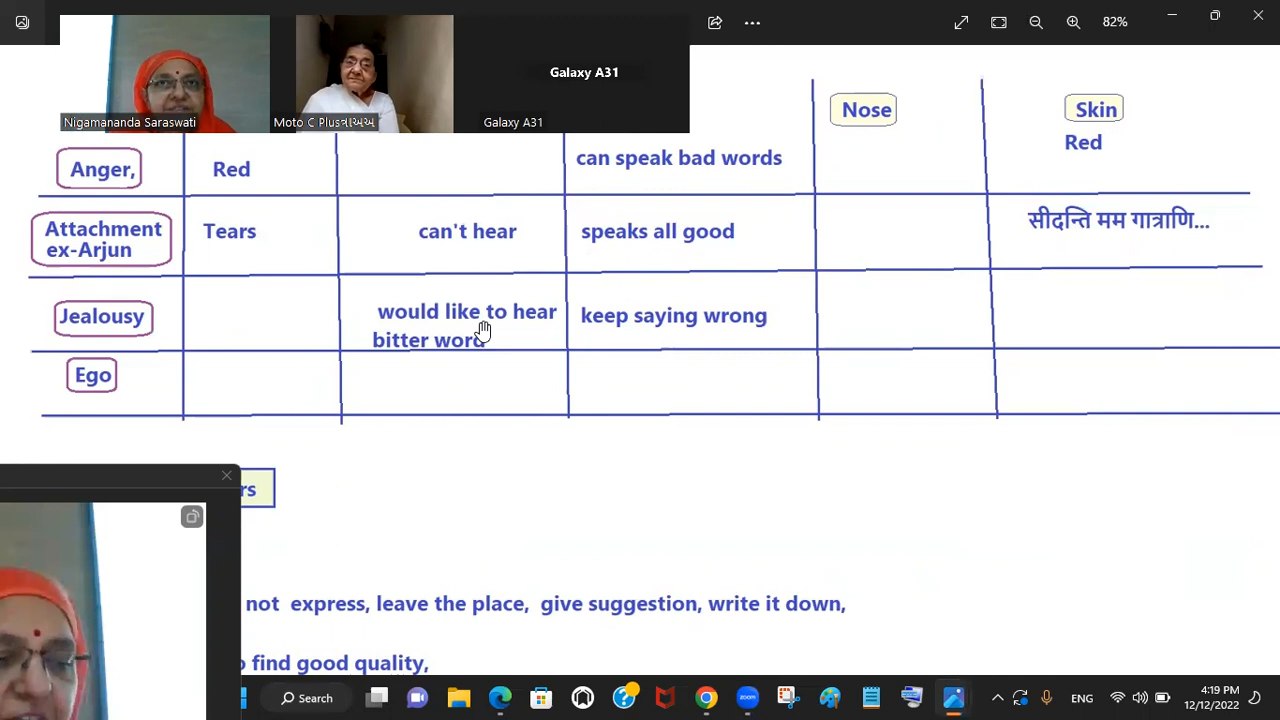 82%
Galaxy A31
Nigamananda Saraswati
Moto C Plusત્રાઅઅ
Galaxy A31
Nose
Skin
Red
Anger,
Red
can speak bad words
Attachment
ex-Arjun
Tears
can't hear
speaks all good
सीदन्ति मम गात्राणि...
Jealousy
would like to hear
bitter word
keep saying wrong
Ego
rs
not express, leave the place, give suggestion, write it down,
find good quality,
Search
ENG
4:19 PM
12/12/2022